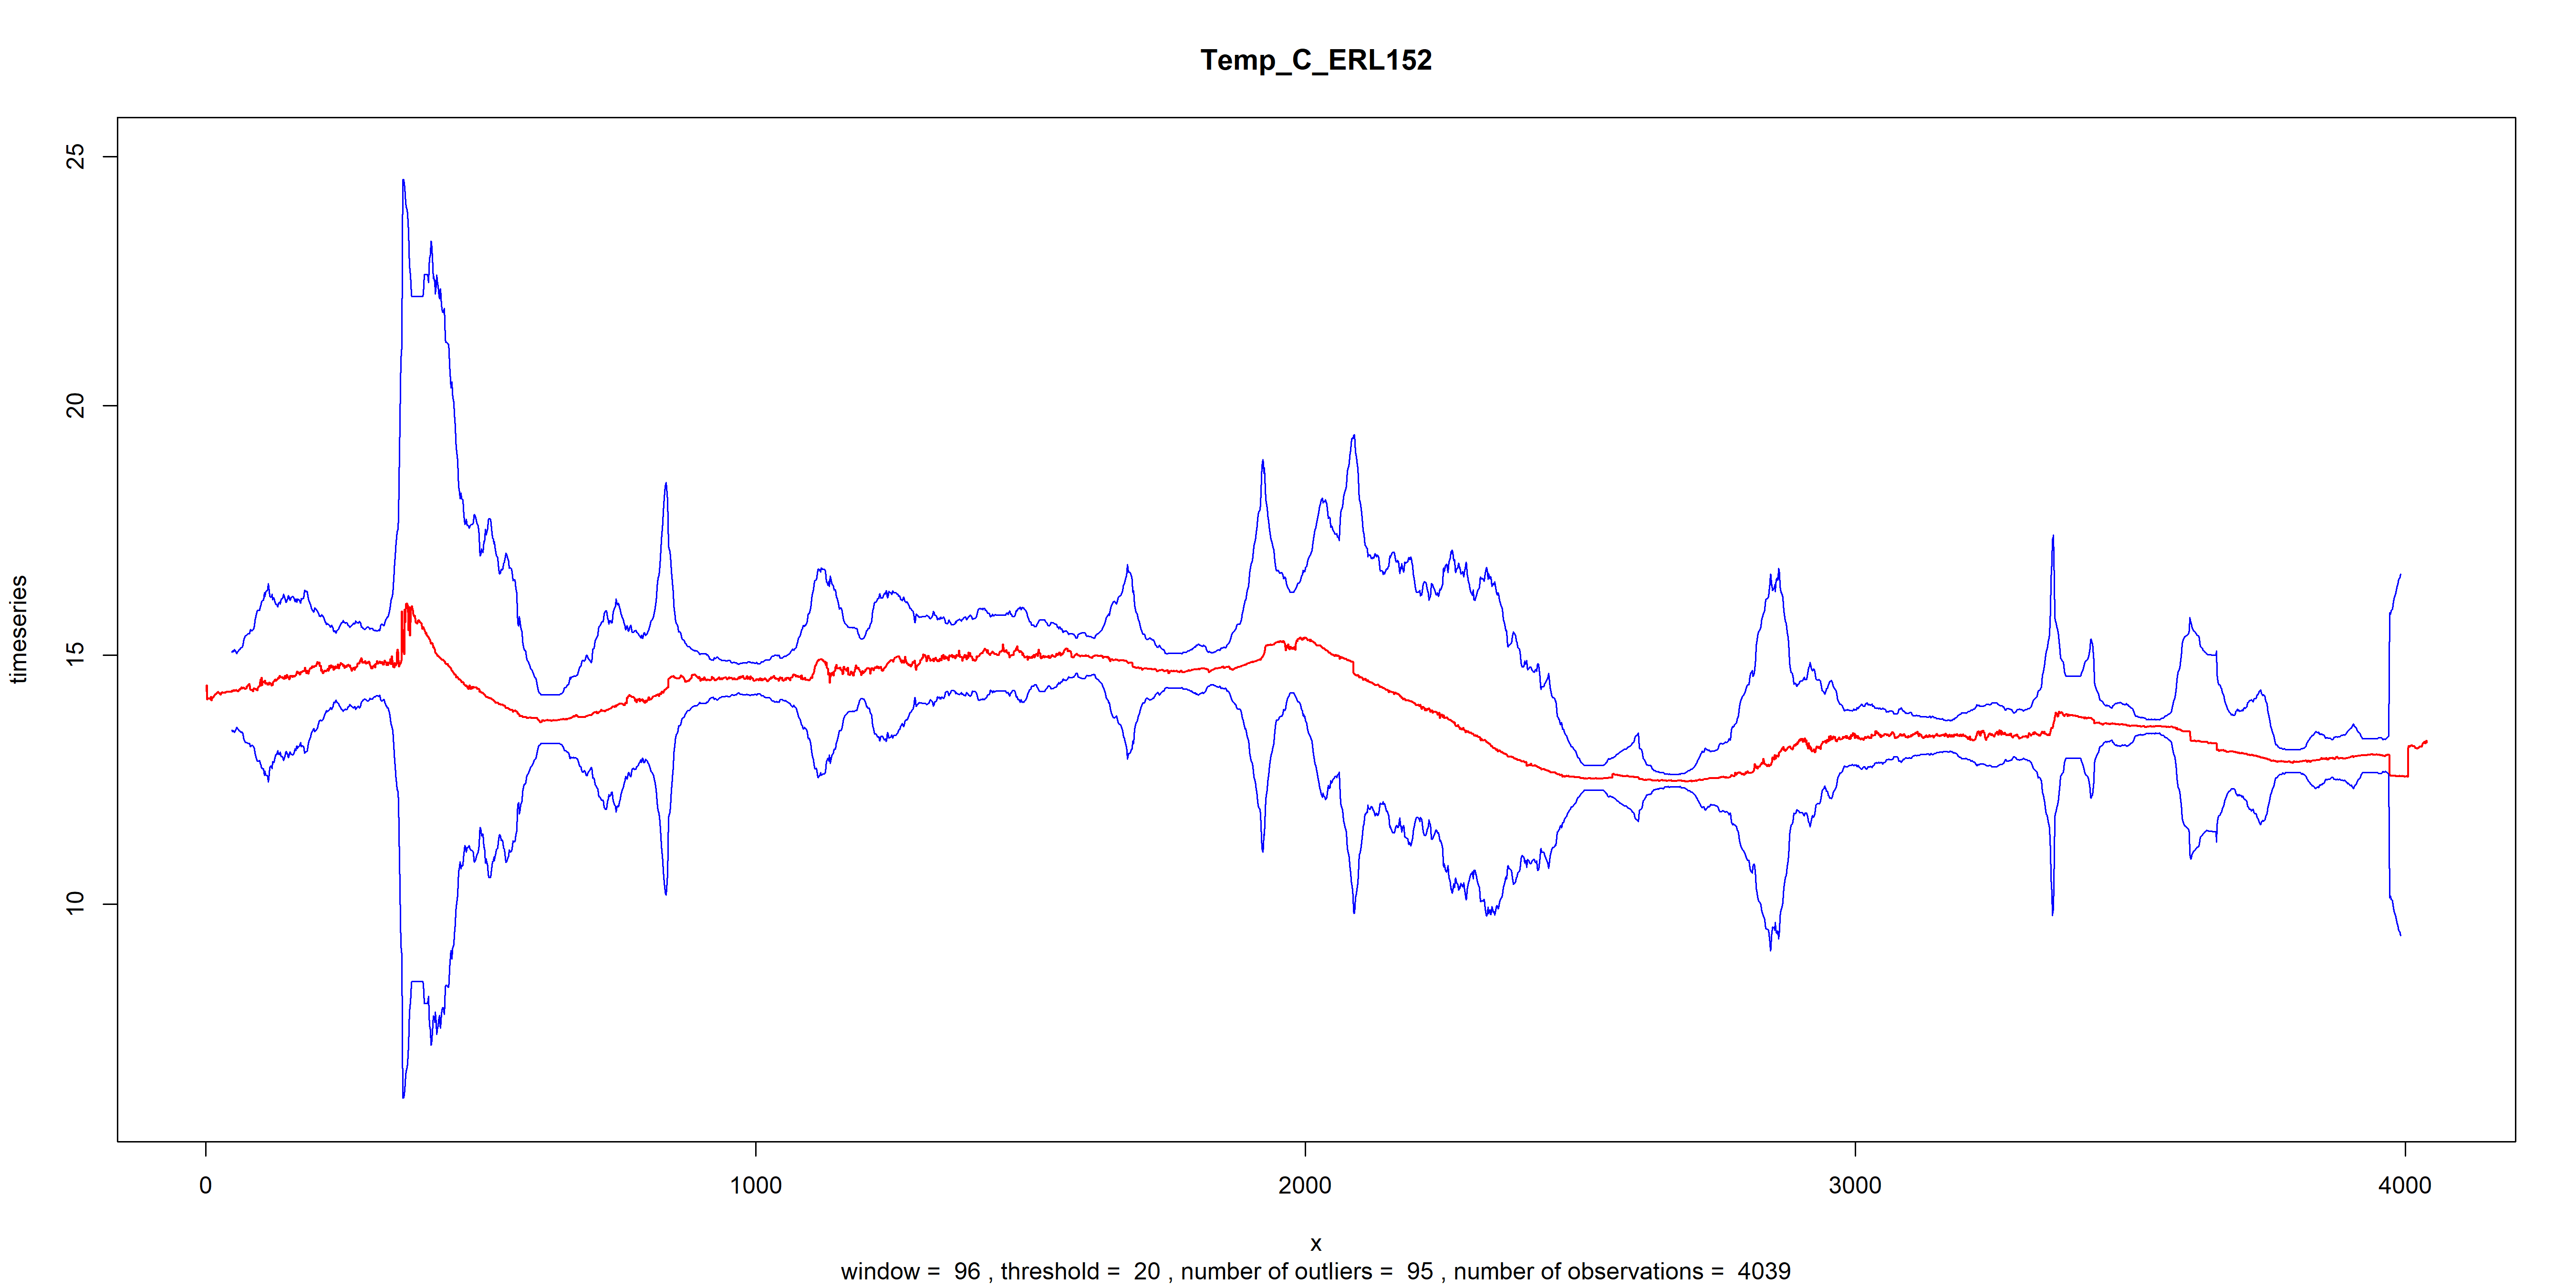 Temp_C_ERL152
25
20
15
10
timeseries
0 1000 2000 3000 4000
x
window =  96 , threshold =  20 , number of outliers =  95 , number of observations =  4039